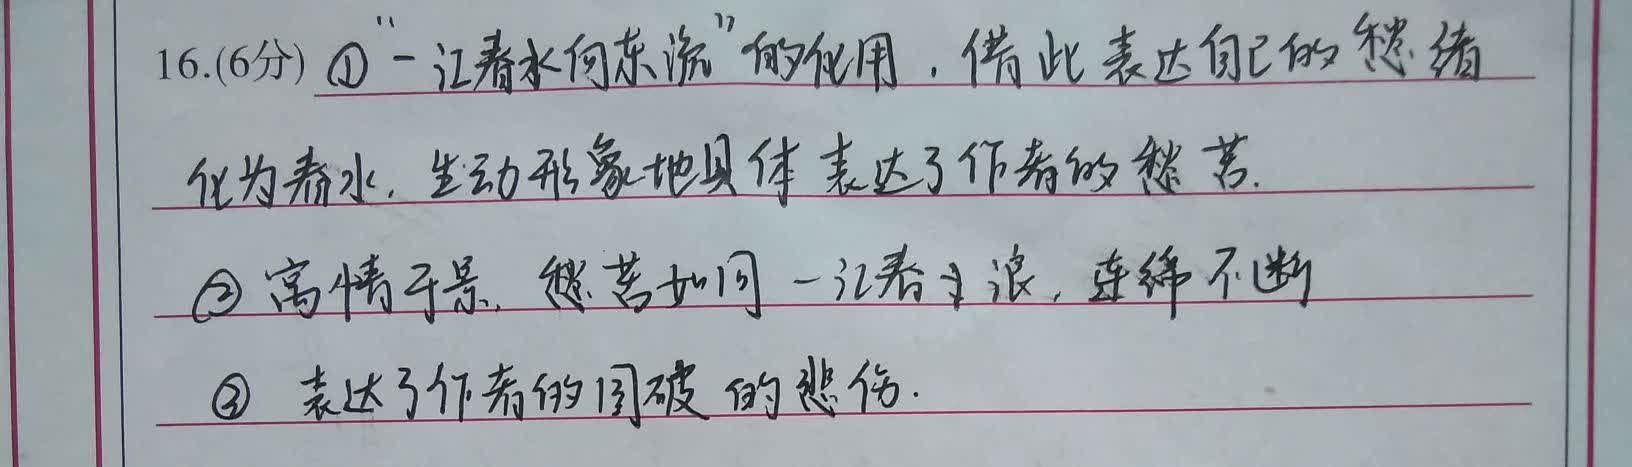 16.(6分) ①“一江春水向东流”的化用，借此表达自己的愁绪
化为春水，生动形象地具体表达了作者的愁苦.
②寓情于景，愁苦如同一江春水浪，连绵不断
③ 表达了作者的国破的悲伤.